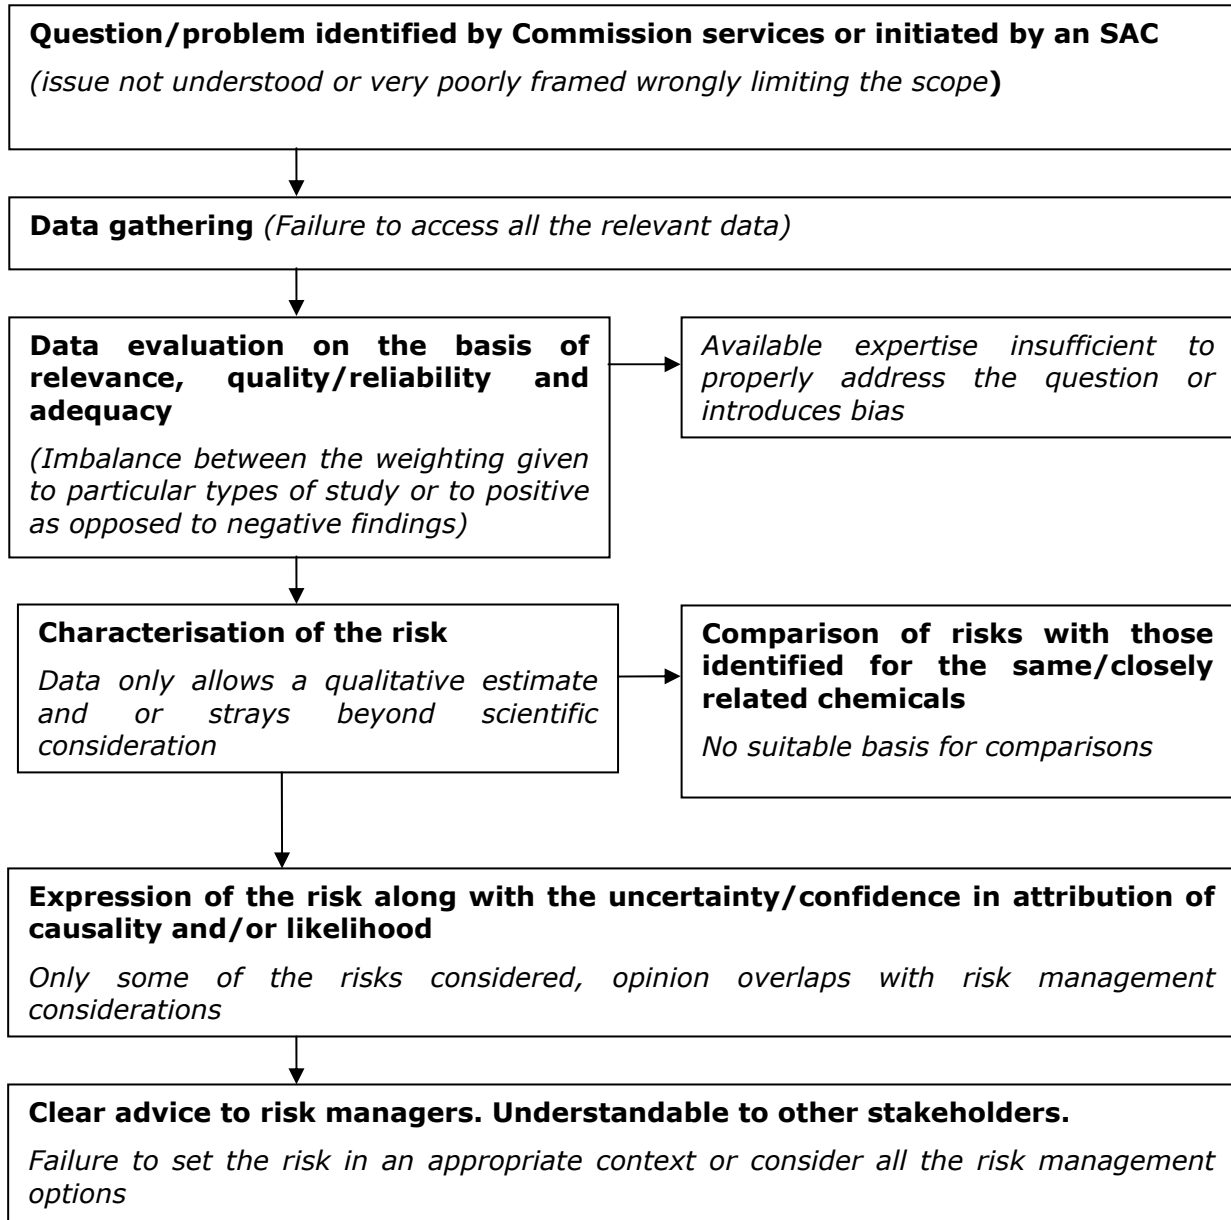 Question/problem identified by Commission services or initiated by an SAC
(issue not understood or very poorly framed wrongly limiting the scope)
Data gathering (Failure to access all the relevant data)
Data evaluation on the basis of
relevance, quality/reliability and
adequacy
(Imbalance between the weighting given
to particular types of study or to positive
as opposed to negative findings)
Available expertise insufficient to
properly address the question or
introduces bias
Characterisation of the risk
Data only allows a qualitative estimate
and or strays beyond scientific
consideration
Comparison of risks with those
identified for the same/closely
related chemicals
No suitable basis for comparisons
Expression of the risk along with the uncertainty/confidence in attribution of
causality and/or likelihood
Only some of the risks considered, opinion overlaps with risk management
considerations
Clear advice to risk managers. Understandable to other stakeholders.
Failure to set the risk in an appropriate context or consider all the risk management
options